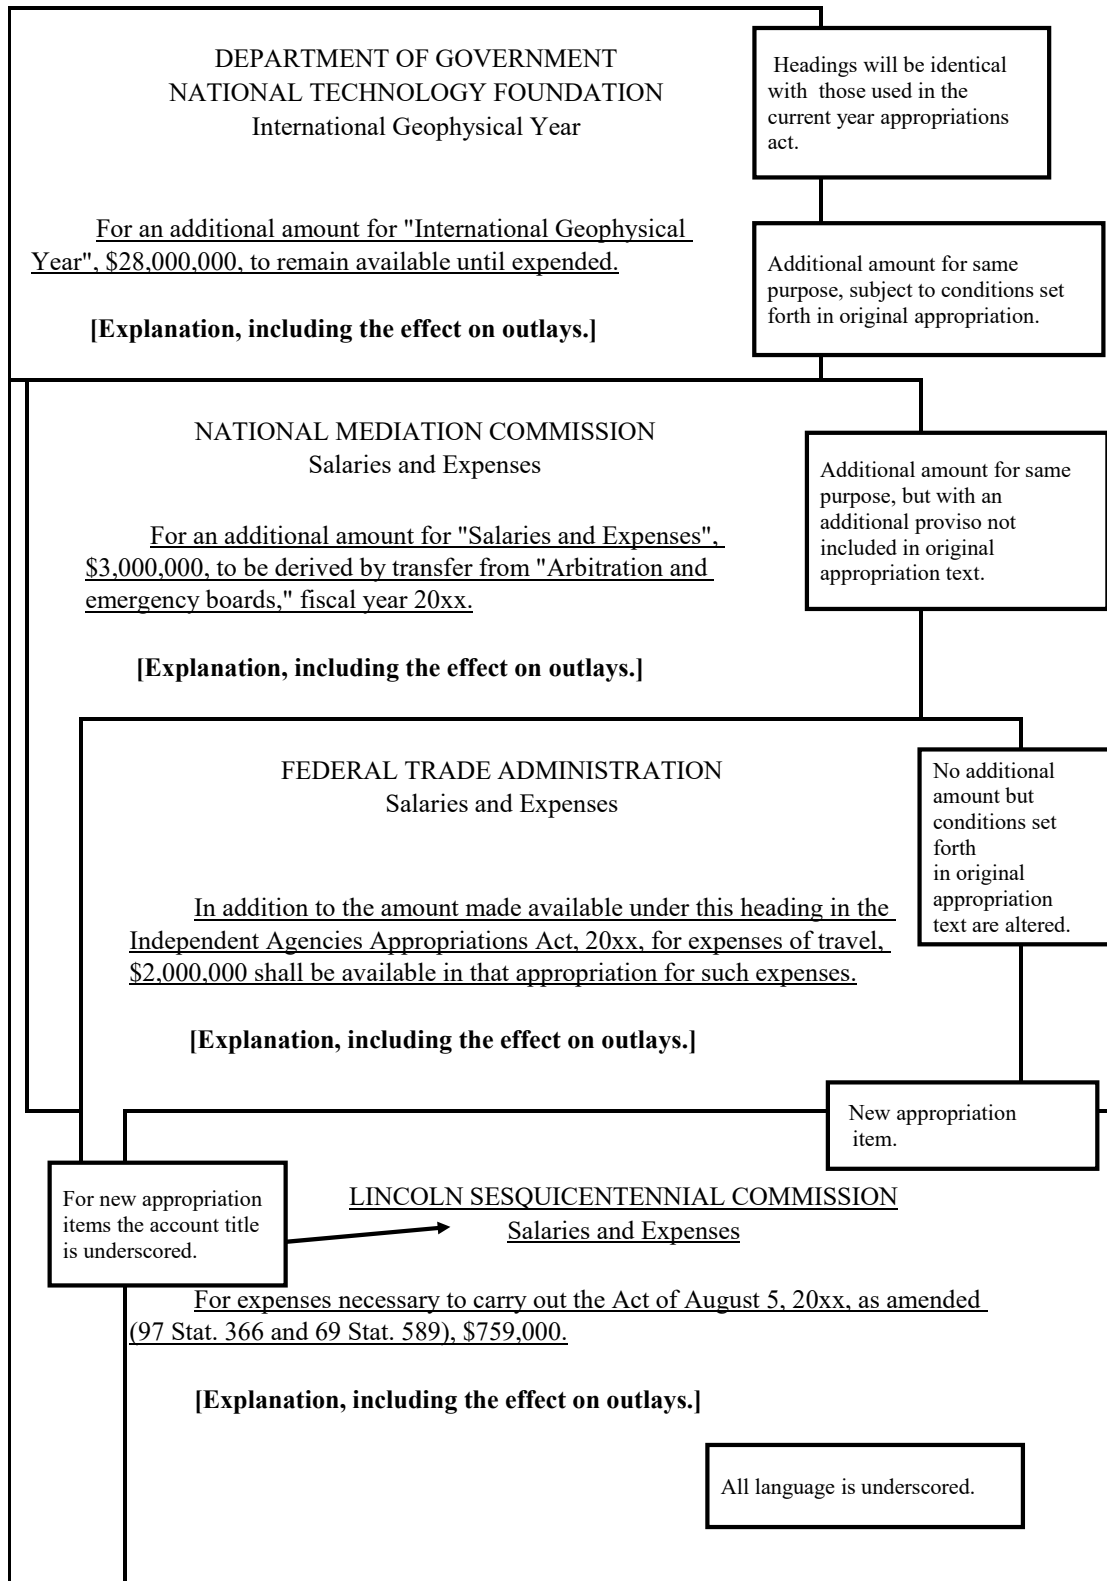 DEPARTMENT OF GOVERNMENT
NATIONAL TECHNOLOGY FOUNDATION
International Geophysical Year
Headings will be identical
with those used in the
current year appropriations
act.
For an additional amount for "International Geophysical
Year", $28,000,000, to remain available until expended.
[Explanation, including the effect on outlays.]
Additional amount for same
purpose, subject to conditions set
forth in original appropriation.
NATIONAL MEDIATION COMMISSION
Salaries and Expenses
For an additional amount for "Salaries and Expenses",
$3,000,000, to be derived by transfer from "Arbitration and
emergency boards," fiscal year 20xx.
[Explanation, including the effect on outlays.]
Additional amount for same
purpose, but with an
additional proviso not
included in original
appropriation text.
FEDERAL TRADE ADMINISTRATION
Salaries and Expenses
In addition to the amount made available under this heading in the
Independent Agencies Appropriations Act, 20xx, for expenses of travel,
$2,000,000 shall be available in that appropriation for such expenses.
[Explanation, including the effect on outlays.]
No additional
amount but
conditions set
forth
in original
appropriation
text are altered.
New appropriation
item.
For new appropriation
items the account title
is underscored.
LINCOLN SESQUICENTENNIAL COMMISSION
Salaries and Expenses
For expenses necessary to carry out the Act of August 5, 20xx, as amended
(97 Stat. 366 and 69 Stat. 589), $759,000.
[Explanation, including the effect on outlays.]
All language is underscored.